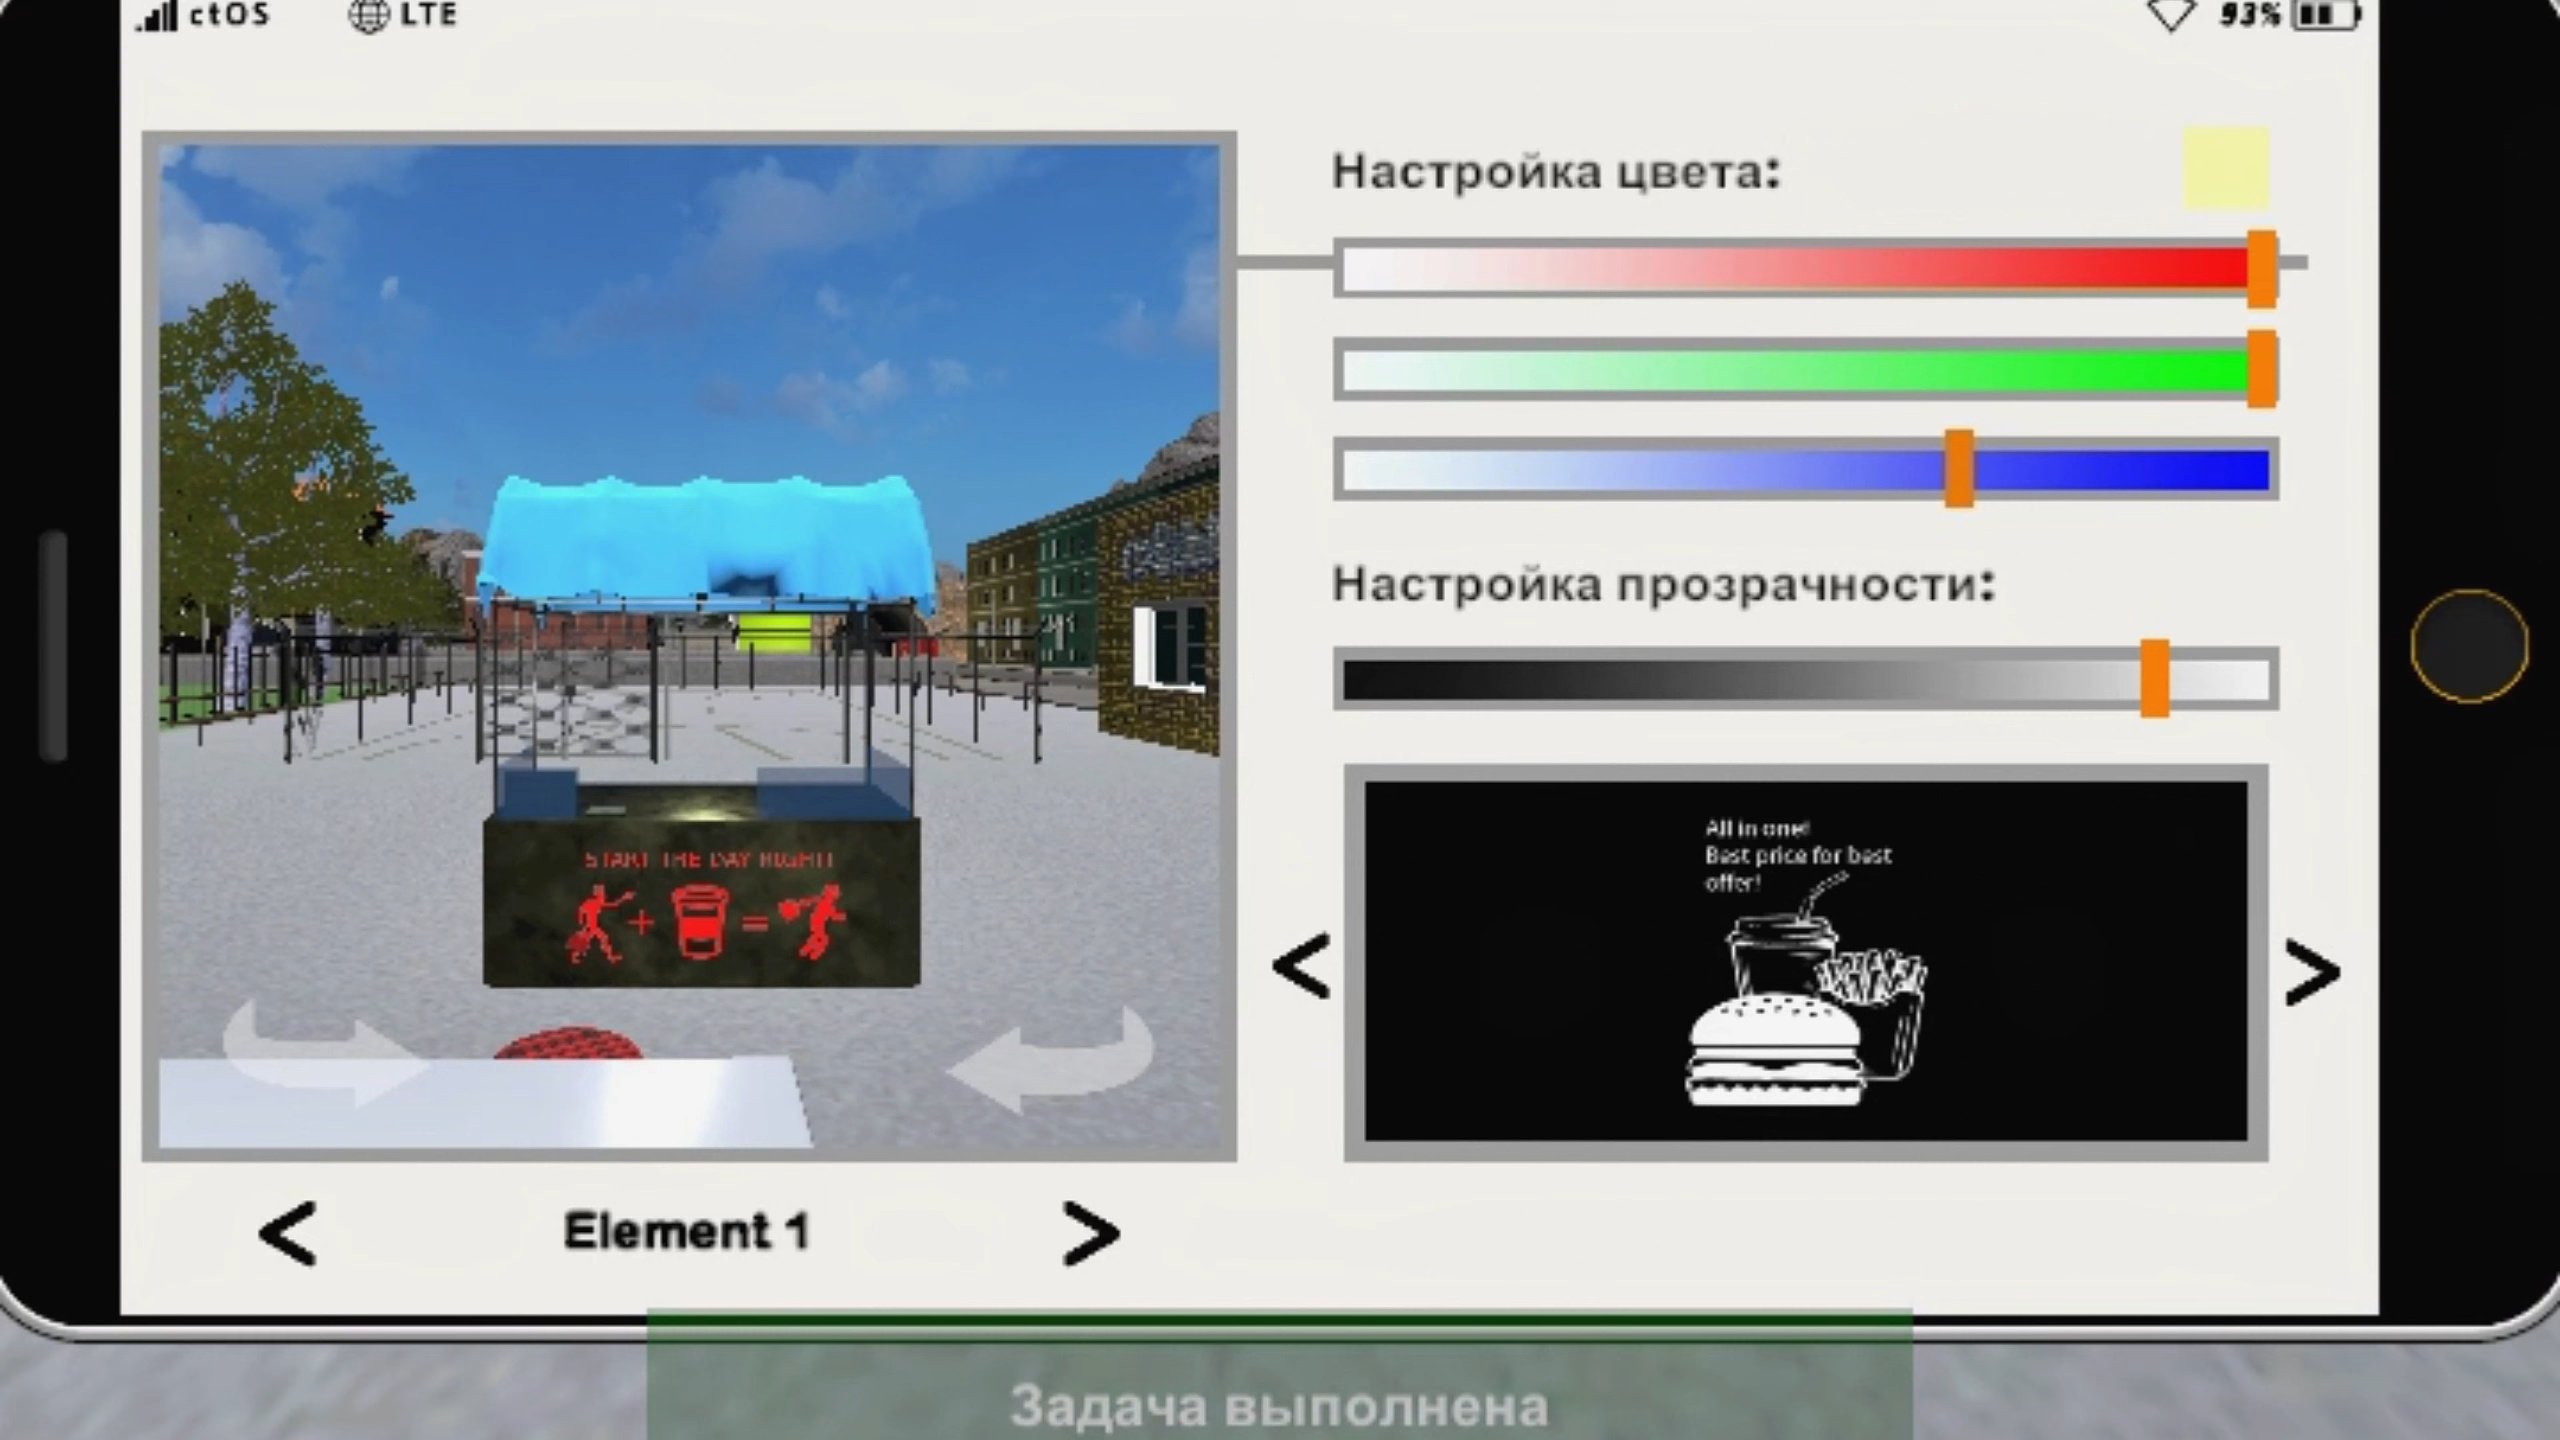 ctOS LTE 93%
Настройка цвета:
Настройка прозрачности:
START THE DAY RIGHT!
+ =
All in one!
Best price for best
offer!
< >
< Element 1 >
Задача выполнена